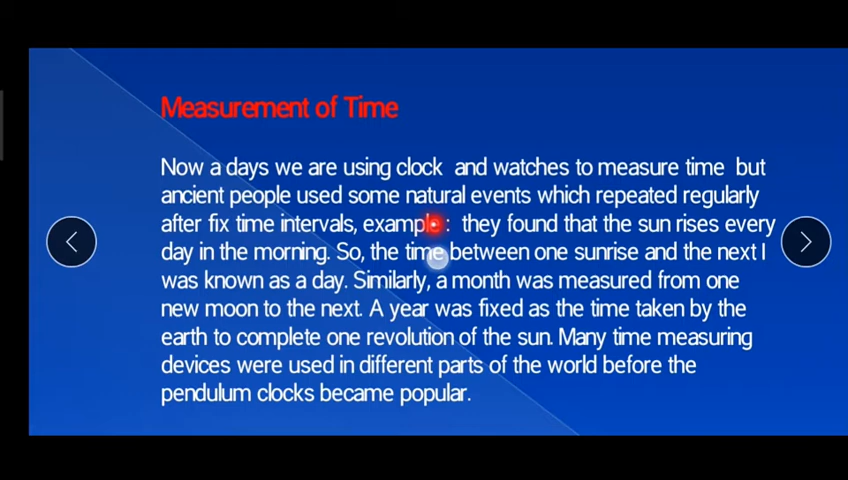 Measurement of Time
Now a days we are using clock and watches to measure time but
ancient people used some natural events which repeated regularly
after fix time intervals, example : they found that the sun rises every
day in the morning. So, the time between one sunrise and the next I
was known as a day. Similarly, a month was measured from one
new moon to the next. A year was fixed as the time taken by the
earth to complete one revolution of the sun. Many time measuring
devices were used in different parts of the world before the
pendulum clocks became popular.